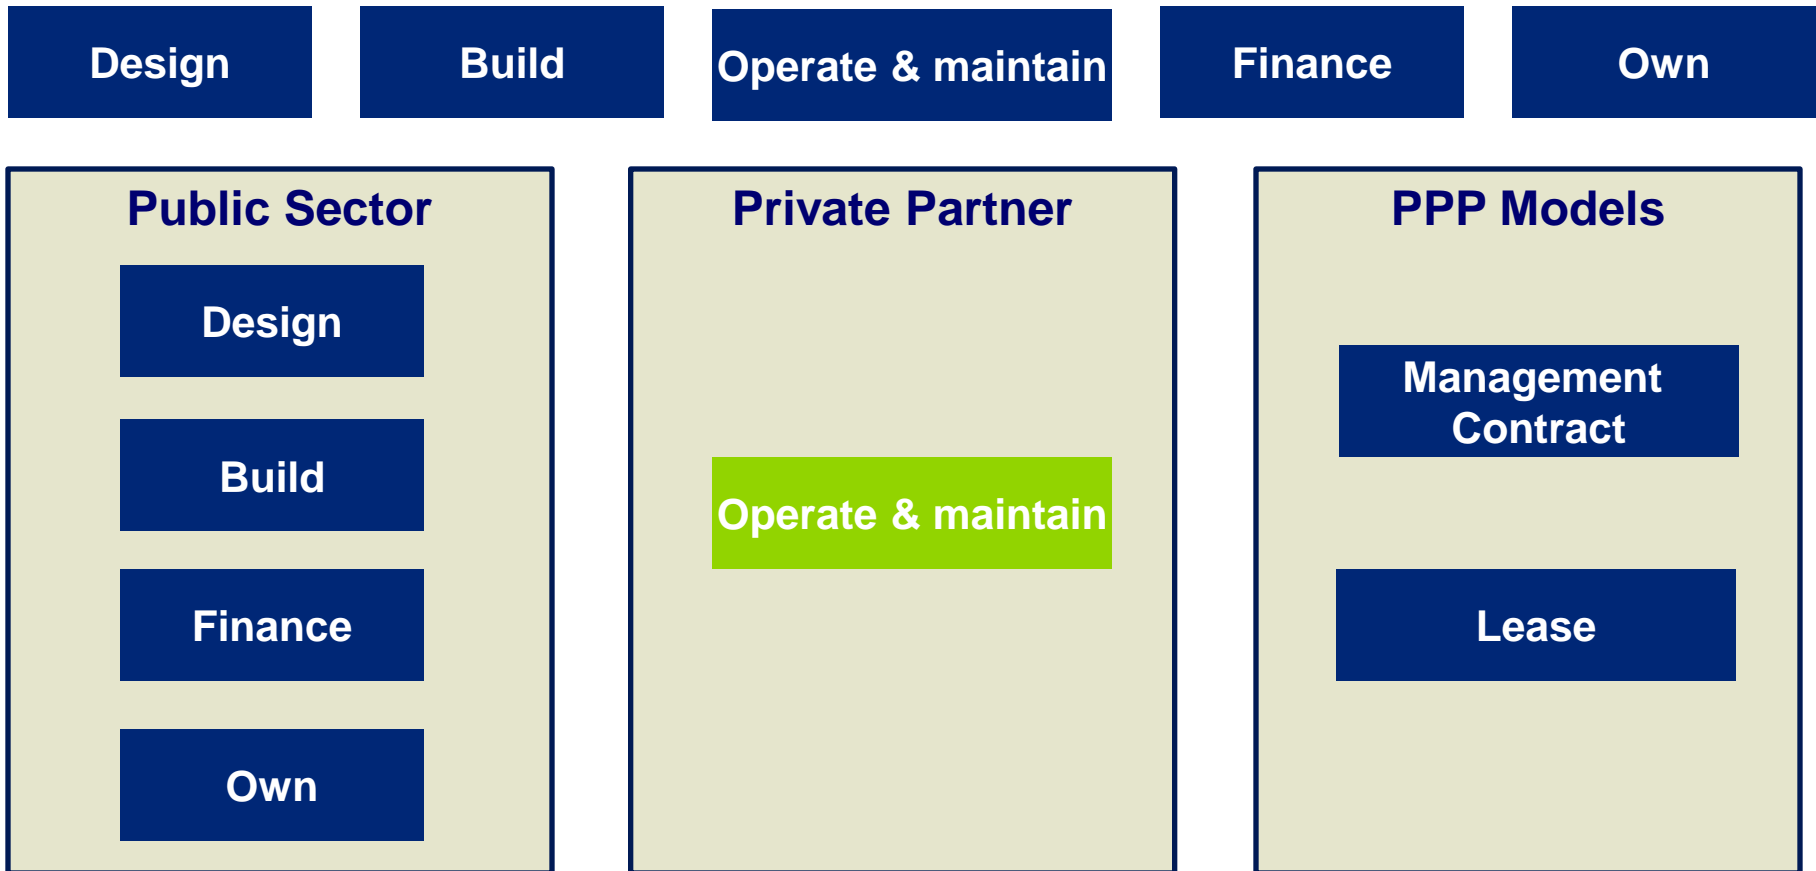 Design
Build
Operate & maintain
Finance
Own
Public Sector
Design
Build
Finance
Own
Private Partner
Operate & maintain
PPP Models
Management
Contract
Lease